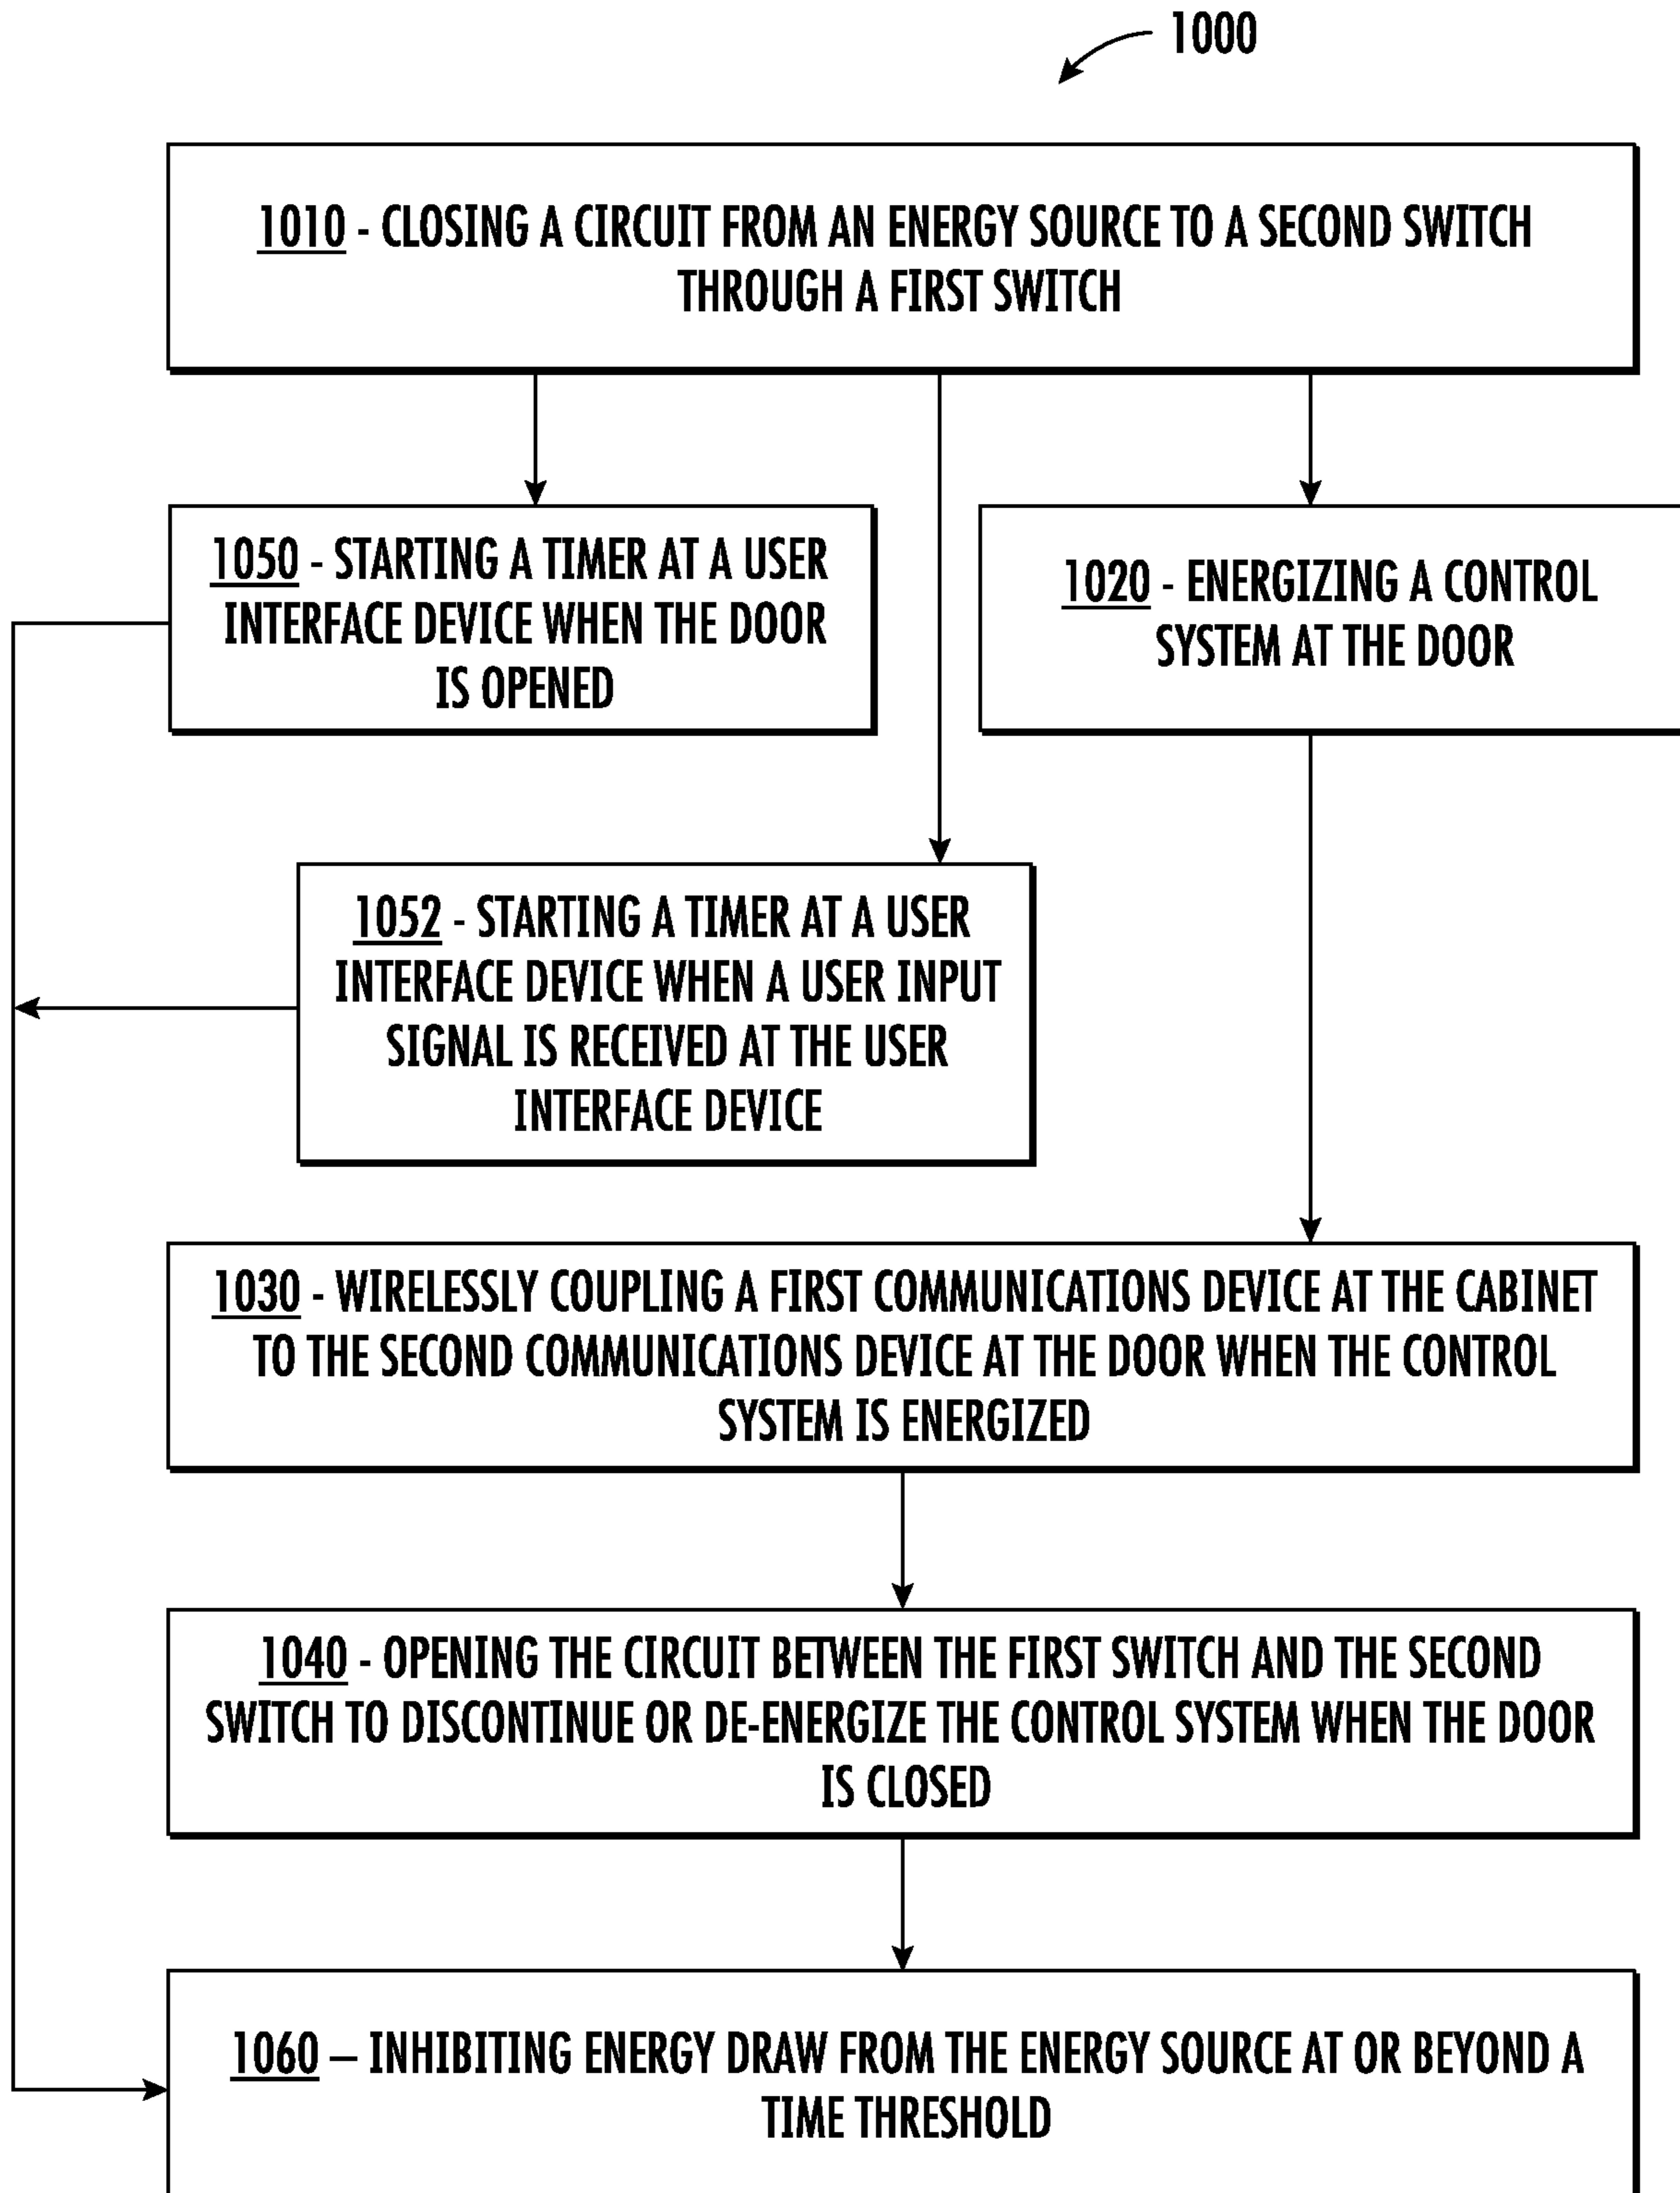 1000
1010 - CLOSING A CIRCUIT FROM AN ENERGY SOURCE TO A SECOND SWITCH
THROUGH A FIRST SWITCH
1050 - STARTING A TIMER AT A USER
INTERFACE DEVICE WHEN THE DOOR
IS OPENED
1020 - ENERGIZING A CONTROL
SYSTEM AT THE DOOR
1052 - STARTING A TIMER AT A USER
INTERFACE DEVICE WHEN A USER INPUT
SIGNAL IS RECEIVED AT THE USER
INTERFACE DEVICE
1030 - WIRELESSLY COUPLING A FIRST COMMUNICATIONS DEVICE AT THE CABINET
TO THE SECOND COMMUNICATIONS DEVICE AT THE DOOR WHEN THE CONTROL
SYSTEM IS ENERGIZED
1040 - OPENING THE CIRCUIT BETWEEN THE FIRST SWITCH AND THE SECOND
SWITCH TO DISCONTINUE OR DE-ENERGIZE THE CONTROL SYSTEM WHEN THE DOOR
IS CLOSED
1060 – INHIBITING ENERGY DRAW FROM THE ENERGY SOURCE AT OR BEYOND A
TIME THRESHOLD